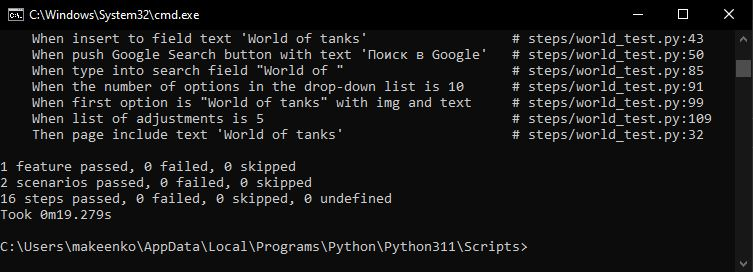 C:\Windows\System32\cmd.exe
When insert to field text 'World of tanks' # steps/world_test.py:43
When push Google Search button with text 'Поиск в Google' # steps/world_test.py:50
When type into search field "World of " # steps/world_test.py:85
When the number of options in the drop-down list is 10 # steps/world_test.py:91
When first option is "World of tanks" with img and text # steps/world_test.py:99
When list of adjustments is 5 # steps/world_test.py:109
Then page include text 'World of tanks' # steps/world_test.py:32
1 feature passed, 0 failed, 0 skipped
2 scenarios passed, 0 failed, 0 skipped
16 steps passed, 0 failed, 0 skipped, 0 undefined
Took 0m19.279s
C:\Users\makeenko\AppData\Local\Programs\Python\Python311\Scripts>